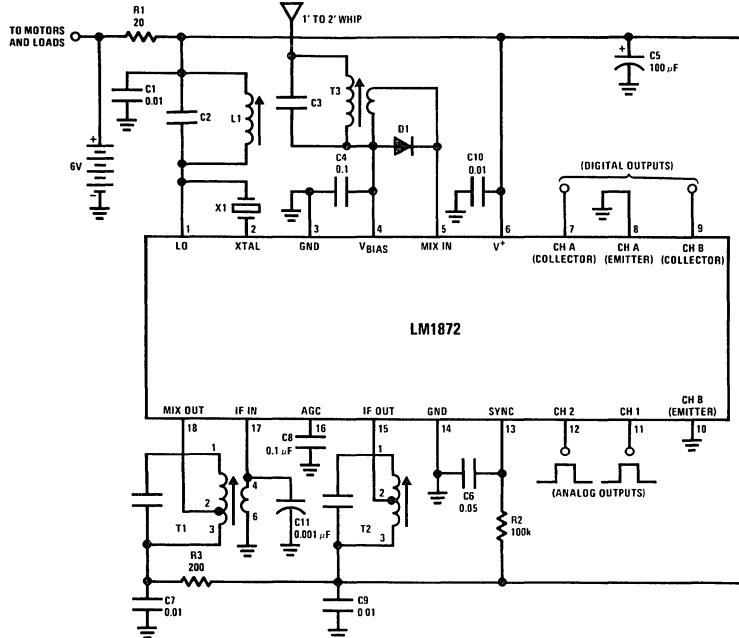 1' TO 2' WHIP
TO MOTORS
AND LOADS
R1
20
C1
0.01
C2
L1
C3
T3
D1
C5
100 μF
+
6V
−
C4
0.1
C10
0.01
(DIGITAL OUTPUTS)
X1
1
2
3
4
5
6
7
8
9
LO
XTAL
GND
VBIAS
MIX IN
V+
CH A
(COLLECTOR)
CH A
(EMITTER)
CH B
(COLLECTOR)
LM1872
MIX OUT
IF IN
AGC
IF OUT
GND
SYNC
CH 2
CH 1
CH B
(EMITTER)
18
17
16
15
14
13
12
11
10
C8
0.1 μF
1
2
3
T1
4
6
C11
0.001 μF
1
2
3
T2
C6
0.05
R2
100k
(ANALOG OUTPUTS)
R3
200
C7
0.01
C9
0 01
+